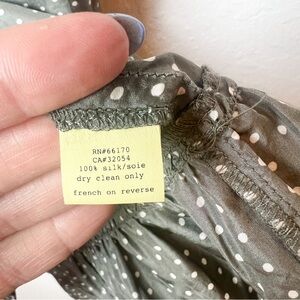 RN#66170
CA#32054
100% silk/soie
dry clean only
french on reverse